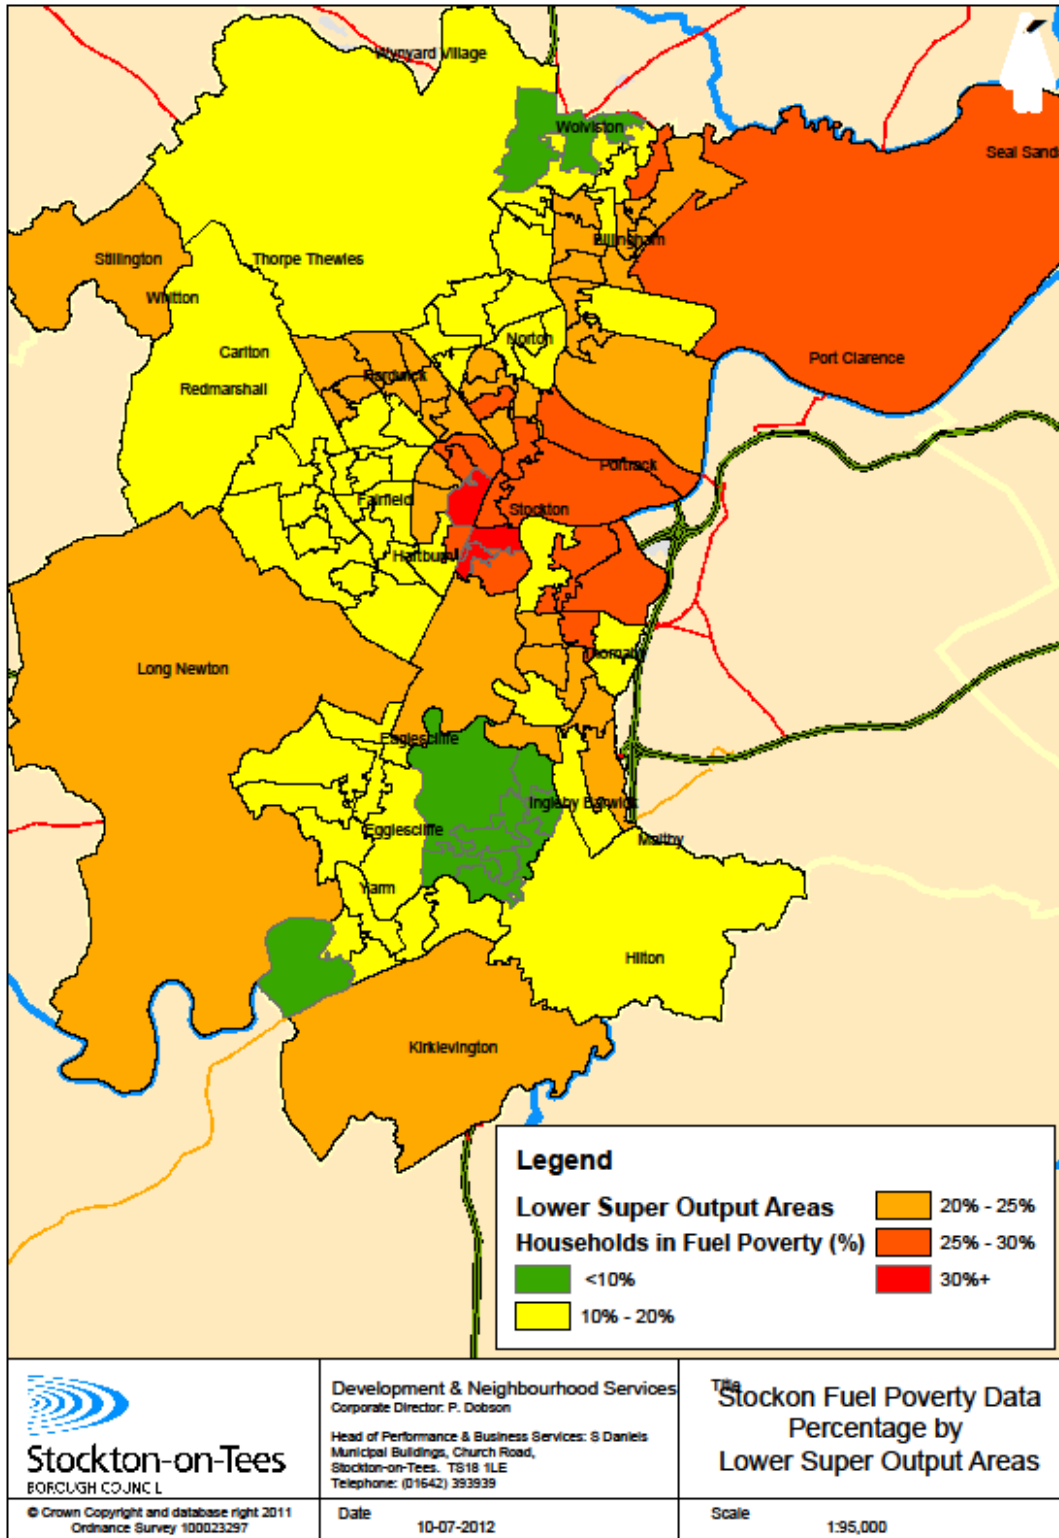 Wynyard Village
Wolviston
Seal Sands
Billingham
Stillington
Thorpe Thewles
Whitton
Norton
Carlton
Port Clarence
Hardwick
Redmarshall
Portrack
Fairfield
Stockton
Hartburn
Long Newton
Thornaby
Eaglescliffe
Ingleby Barwick
Egglescliffe
Maltby
Yarm
Hilton
Kirklevington
Legend
Lower Super Output Areas
Households in Fuel Poverty (%)
<10%
10% - 20%
20% - 25%
25% - 30%
30%+
Stockton-on-Tees
BOROUGH COUNCIL
© Crown Copyright and database right 2011
Ordnance Survey 100023297
Development & Neighbourhood Services
Corporate Director: P. Dobson
Head of Performance & Business Services: S Daniels
Municipal Buildings, Church Road,
Stockton-on-Tees. TS18 1LE
Telephone: (01642) 393939
Date
10-07-2012
Title
Stockon Fuel Poverty Data
Percentage by
Lower Super Output Areas
Scale
1:95,000